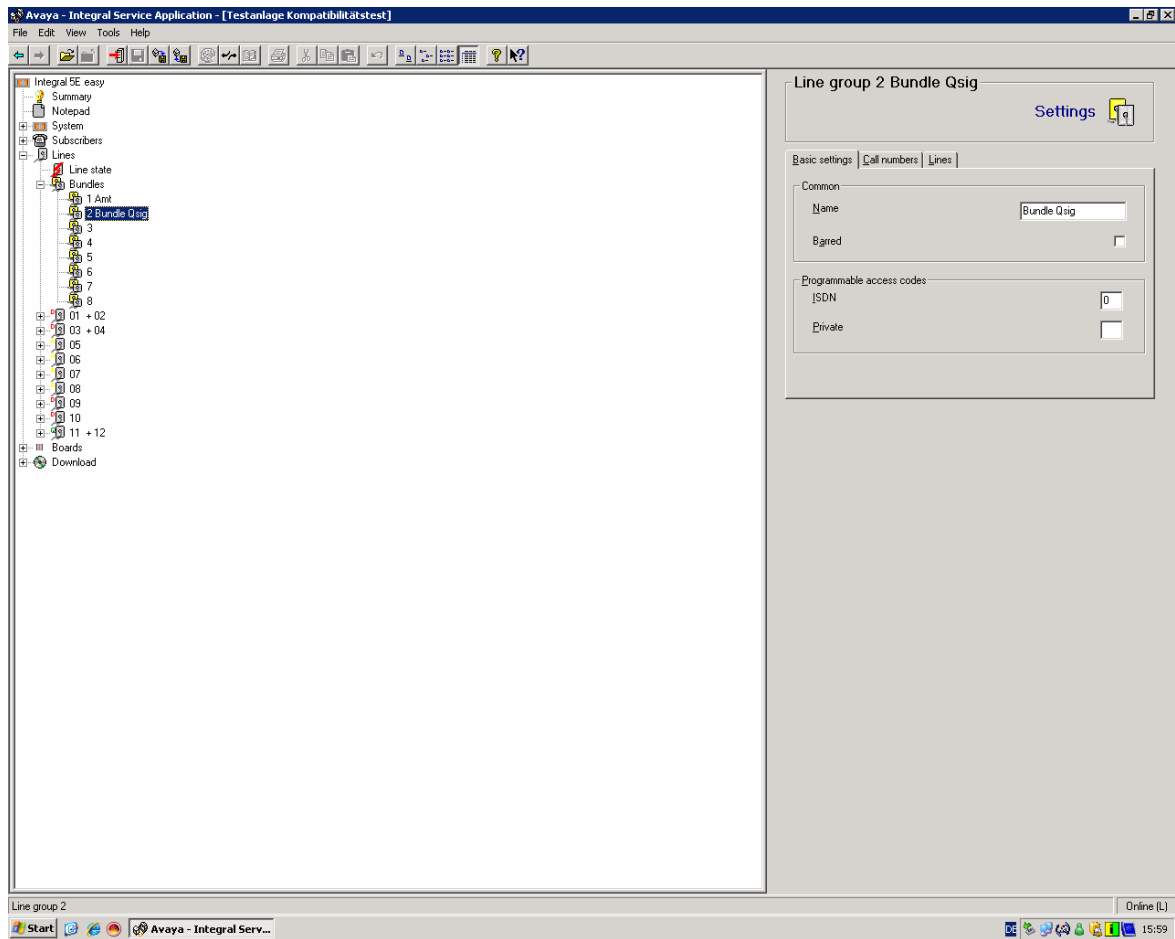 Avaya - Integral Service Application - [Testanlage Kompatibilitätstest]
File Edit View Tools Help
Integral 5E easy
Summary
Notepad
System
Subscribers
Lines
Line state
Bundles
1 Amt
2 Bundle Qsig
3
4
5
6
7
8
01 + 02
03 + 04
05
06
07
08
09
10
11 + 12
Boards
Download
Line group 2 Bundle Qsig
Settings
Basic settings Call numbers Lines
Common
Name Bundle Qsig
Barred
Programmable access codes
ISDN 0
Private
Line group 2 Online (L)
Start Avaya - Integral Serv... DE 15:59